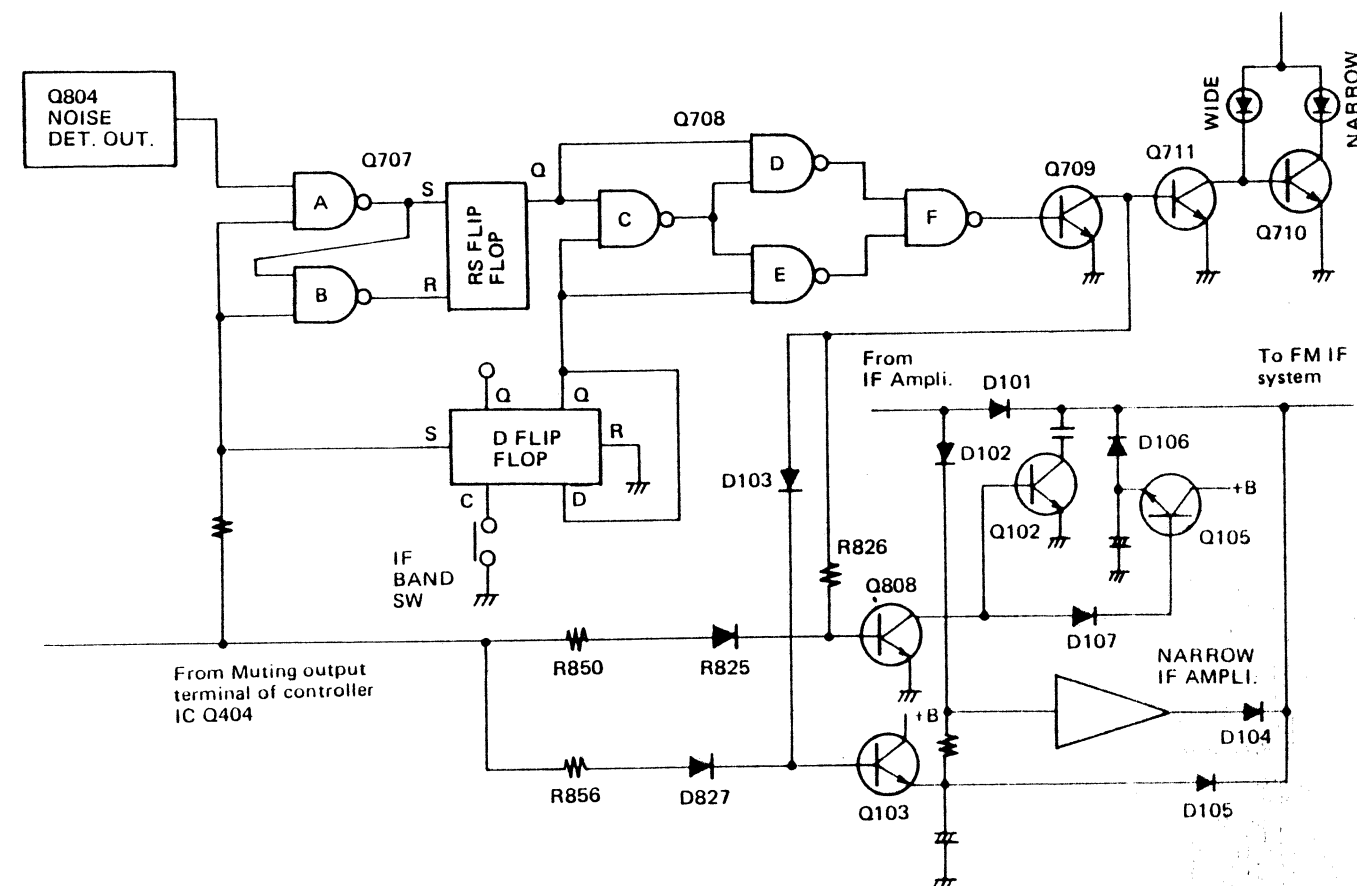 Q804
NOISE
DET. OUT.
Q707
A
B
S
R
RS FLIP
FLOP
Q
Q708
C
D
E
F
Q709
Q711
Q710
WIDE
NARROW
Q
Q
S
D FLIP
FLOP
R
C
D
IF
BAND
SW
D103
R826
From
IF Ampli.
To FM IF
system
D101
D102
D106
Q102
+B
Q105
Q808
D107
From Muting output
terminal of controller
IC Q404
R850
R825
NARROW
IF AMPLI.
+B
D104
R856
D827
Q103
D105